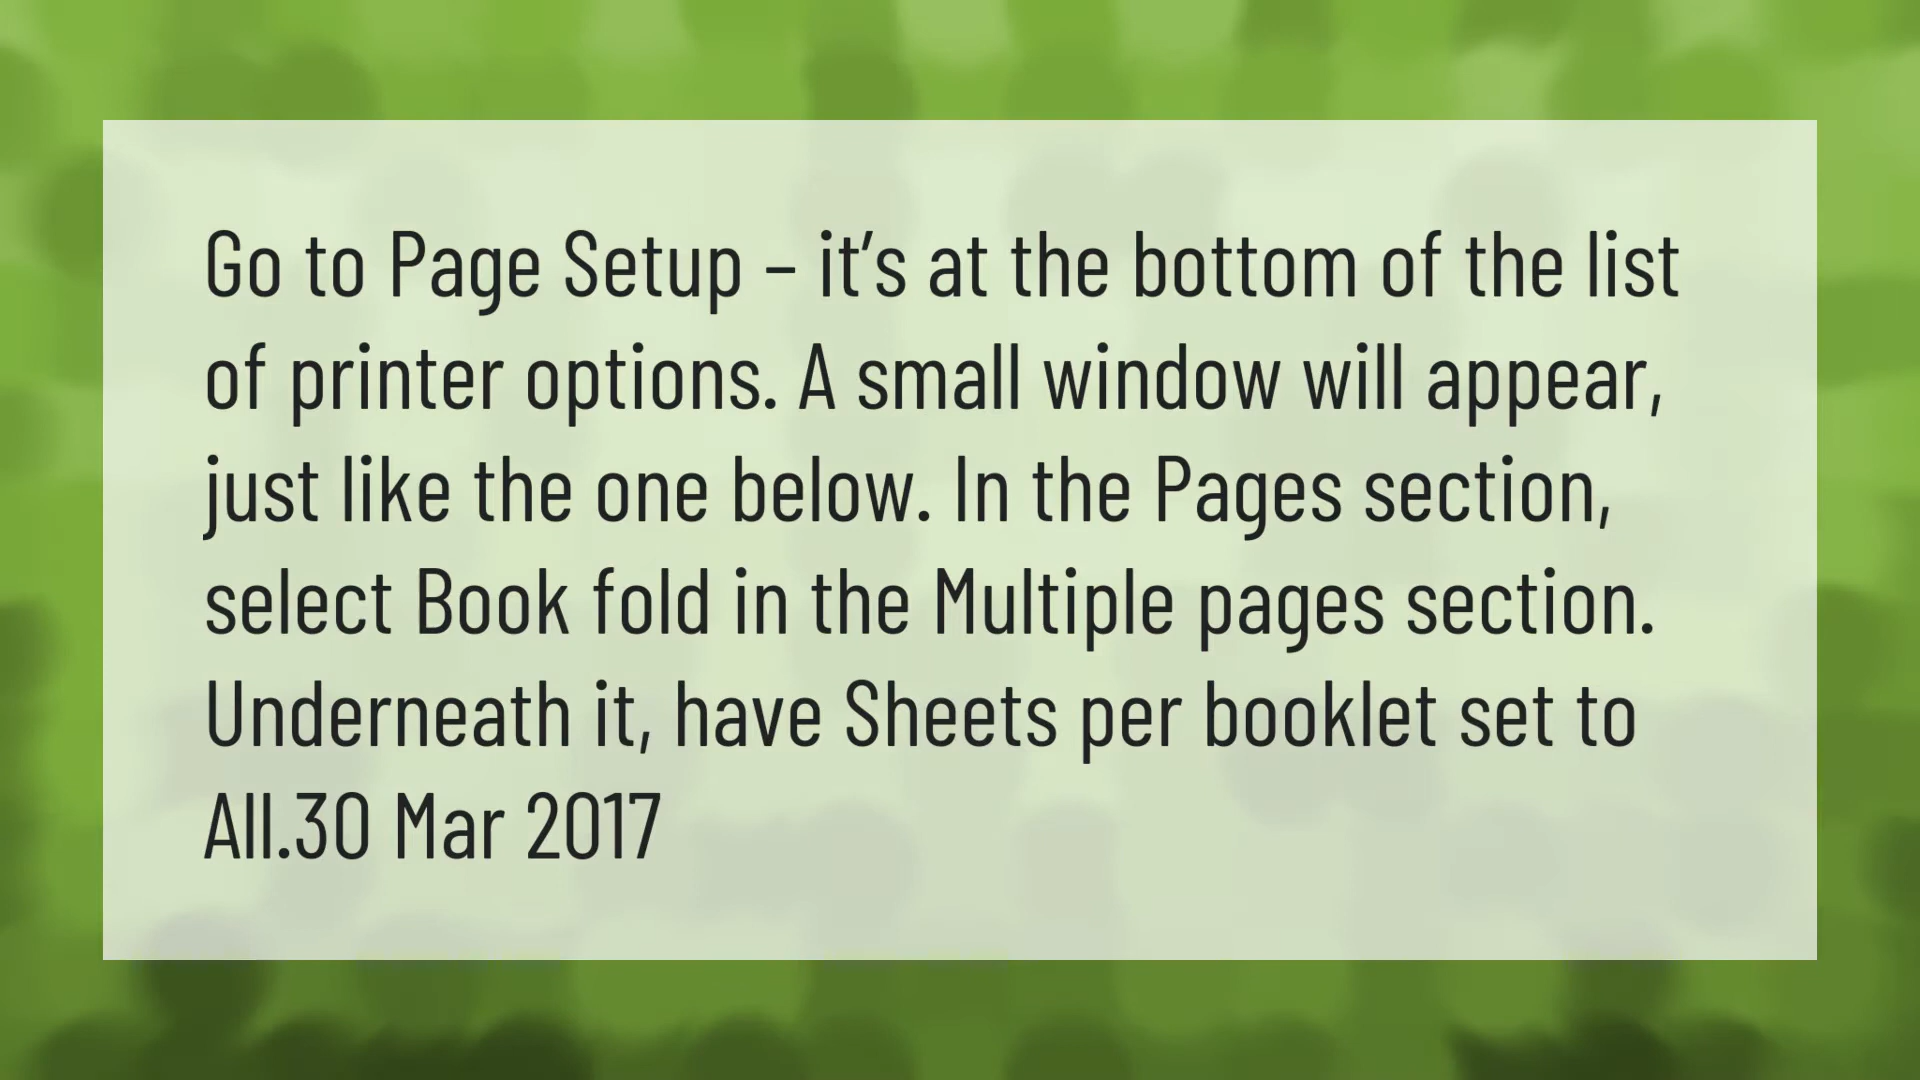 Go to Page Setup – it’s at the bottom of the list
of printer options. A small window will appear,
just like the one below. In the Pages section,
select Book fold in the Multiple pages section.
Underneath it, have Sheets per booklet set to
All.30 Mar 2017